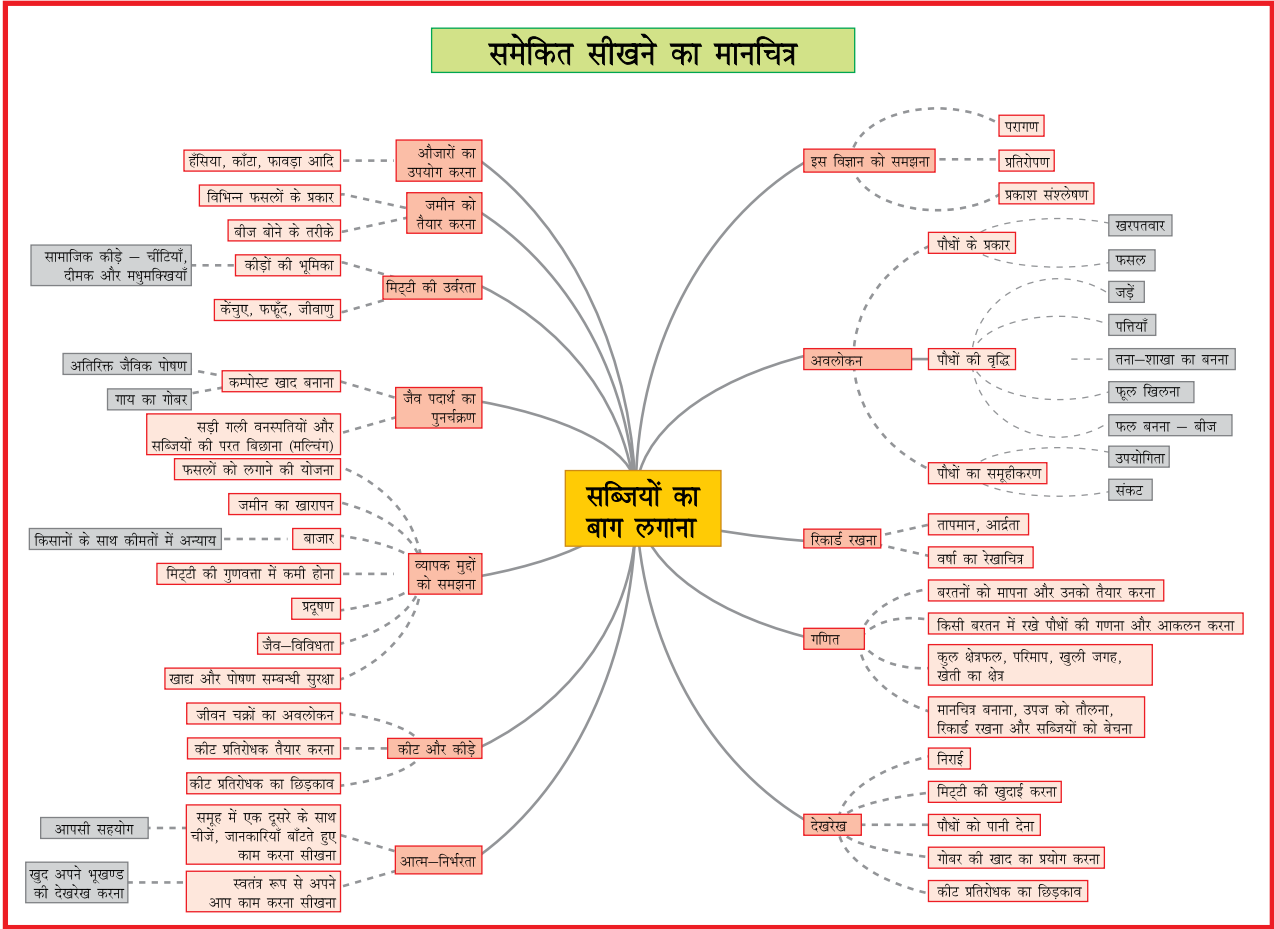 समेकित सीखने का मानचित्र
सब्जियों का
बाग लगाना
औजारों का
उपयोग करना
हँसिया, काँटा, फावड़ा आदि
जमीन को
तैयार करना
विभिन्न फसलों के प्रकार
बीज बोने के तरीके
मिट्टी की उर्वरता
कीड़ों की भूमिका
सामाजिक कीड़े – चींटियाँ,
दीमक और मधुमक्खियाँ
केंचुए, फफूँद, जीवाणु
जैव पदार्थ का
पुनर्चक्रण
कम्पोस्ट खाद बनाना
अतिरिक्त जैविक पोषण
गाय का गोबर
सड़ी गली वनस्पतियों और
सब्जियों की परत बिछाना (मल्चिंग)
व्यापक मुद्दों
को समझना
फसलों को लगाने की योजना
जमीन का खारापन
बाजार
किसानों के साथ कीमतों में अन्याय
मिट्टी की गुणवत्ता में कमी होना
प्रदूषण
जैव–विविधता
खाद्य और पोषण सम्बन्धी सुरक्षा
कीट और कीड़े
जीवन चक्रों का अवलोकन
कीट प्रतिरोधक तैयार करना
कीट प्रतिरोधक का छिड़काव
आत्म–निर्भरता
समूह में एक दूसरे के साथ
चीजें, जानकारियाँ बाँटते हुए
काम करना सीखना
आपसी सहयोग
स्वतंत्र रूप से अपने
आप काम करना सीखना
खुद अपने भूखण्ड
की देखरेख करना
इस विज्ञान को समझना
परागण
प्रतिरोपण
प्रकाश संश्लेषण
अवलोकन
पौधों के प्रकार
खरपतवार
फसल
पौधों की वृद्धि
जड़ें
पत्तियाँ
तना–शाखा का बनना
फूल खिलना
फल बनना – बीज
पौधों का समूहीकरण
उपयोगिता
संकट
रिकार्ड रखना
तापमान, आर्द्रता
वर्षा का रेखाचित्र
गणित
बरतनों को मापना और उनको तैयार करना
किसी बरतन में रखे पौधों की गणना और आकलन करना
कुल क्षेत्रफल, परिमाप, खुली जगह,
खेती का क्षेत्र
मानचित्र बनाना, उपज को तौलना,
रिकार्ड रखना और सब्जियों को बेचना
देखरेख
निराई
मिट्टी की खुदाई करना
पौधों को पानी देना
गोबर की खाद का प्रयोग करना
कीट प्रतिरोधक का छिड़काव